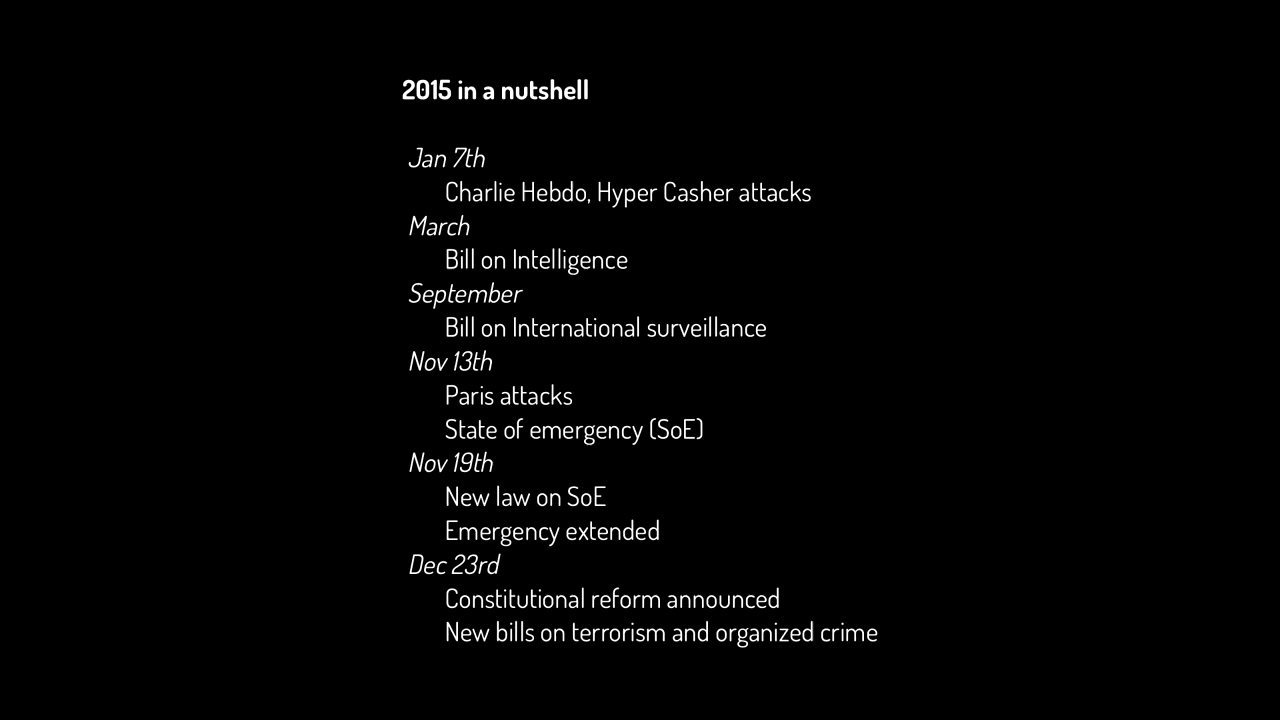 2015 in a nutshell
Jan 7th
Charlie Hebdo, Hyper Casher attacks
March
Bill on Intelligence
September
Bill on International surveillance
Nov 13th
Paris attacks
State of emergency (SoE)
Nov 19th
New law on SoE
Emergency extended
Dec 23rd
Constitutional reform announced
New bills on terrorism and organized crime